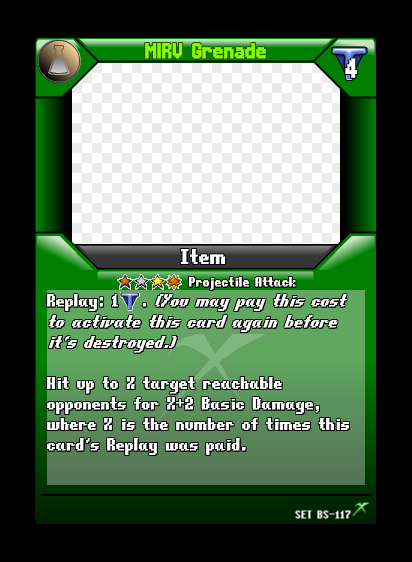 MIRV Grenade
4
Item
Projectile Attack
Replay: 1 . (You may pay this cost
to activate this card again before
it's destroyed.)
Hit up to X target reachable
opponents for X+2 Basic Damage,
where X is the number of times this
card's Replay was paid.
SET BS-117